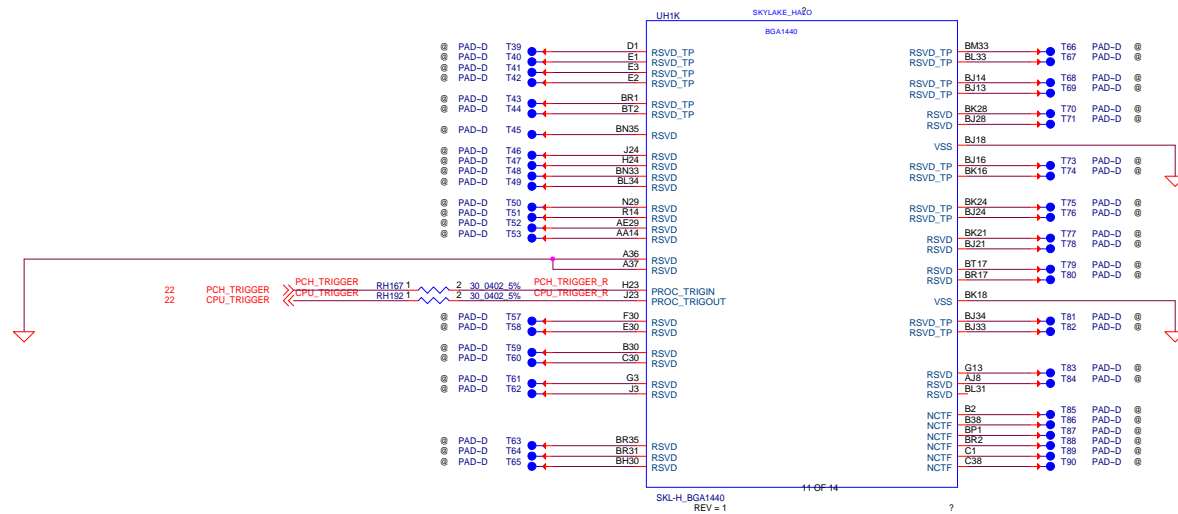 UH1K
SKYLAKE_HALO
?
BGA1440
@ PAD-D T39 D1 RSVD_TP
@ PAD-D T40 E1 RSVD_TP
@ PAD-D T41 E3 RSVD_TP
@ PAD-D T42 E2 RSVD_TP
@ PAD-D T43 BR1 RSVD_TP
@ PAD-D T44 BT2 RSVD_TP
@ PAD-D T45 BN35 RSVD
@ PAD-D T46 J24 RSVD
@ PAD-D T47 H24 RSVD
@ PAD-D T48 BN33 RSVD
@ PAD-D T49 BL34 RSVD
@ PAD-D T50 N29 RSVD
@ PAD-D T51 R14 RSVD
@ PAD-D T52 AE29 RSVD
@ PAD-D T53 AA14 RSVD
A36 RSVD
A37 RSVD
22 PCH_TRIGGER PCH_TRIGGER RH167 1 2 30_0402_5% PCH_TRIGGER_R H23 PROC_TRIGIN
22 CPU_TRIGGER CPU_TRIGGER RH192 1 2 30_0402_5% CPU_TRIGGER_R J23 PROC_TRIGOUT
@ PAD-D T57 F30 RSVD
@ PAD-D T58 E30 RSVD
@ PAD-D T59 B30 RSVD
@ PAD-D T60 C30 RSVD
@ PAD-D T61 G3 RSVD
@ PAD-D T62 J3 RSVD
@ PAD-D T63 BR35 RSVD
@ PAD-D T64 BR31 RSVD
@ PAD-D T65 BH30 RSVD
RSVD_TP BM33 T66 PAD-D @
RSVD_TP BL33 T67 PAD-D @
RSVD_TP BJ14 T68 PAD-D @
RSVD_TP BJ13 T69 PAD-D @
RSVD BK28 T70 PAD-D @
RSVD BJ28 T71 PAD-D @
VSS BJ18
RSVD_TP BJ16 T73 PAD-D @
RSVD_TP BK16 T74 PAD-D @
RSVD_TP BK24 T75 PAD-D @
RSVD_TP BJ24 T76 PAD-D @
RSVD BK21 T77 PAD-D @
RSVD BJ21 T78 PAD-D @
RSVD BT17 T79 PAD-D @
RSVD BR17 T80 PAD-D @
VSS BK18
RSVD_TP BJ34 T81 PAD-D @
RSVD_TP BJ33 T82 PAD-D @
RSVD G13 T83 PAD-D @
RSVD AJ8 T84 PAD-D @
RSVD BL31
NCTF B2 T85 PAD-D @
NCTF B38 T86 PAD-D @
NCTF BP1 T87 PAD-D @
NCTF BR2 T88 PAD-D @
NCTF C1 T89 PAD-D @
NCTF C38 T90 PAD-D @
11 OF 14
SKL-H_BGA1440
REV = 1
?